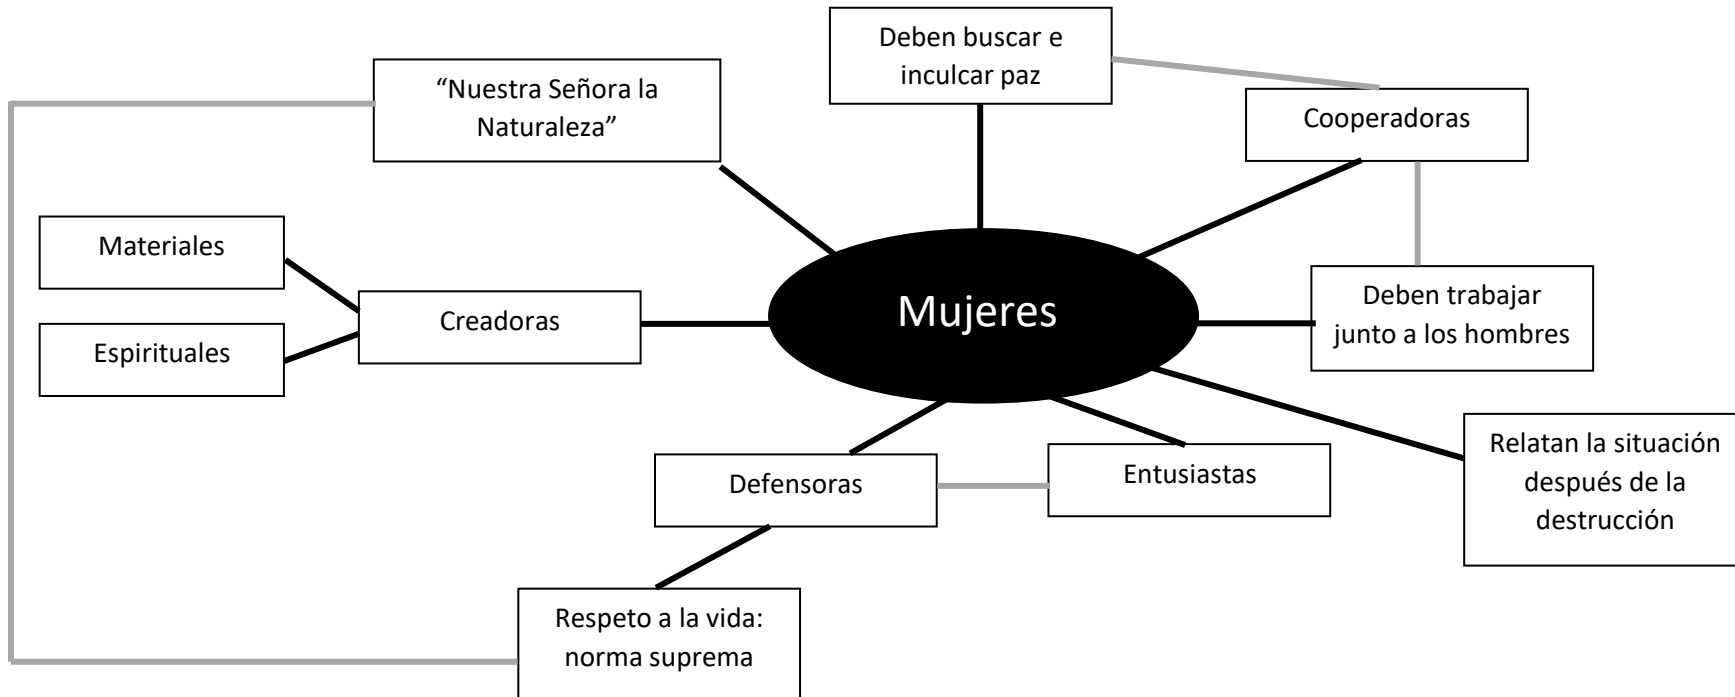 Deben buscar e
inculcar paz
“Nuestra Señora la
Naturaleza”
Cooperadoras
Materiales
Creadoras
Mujeres
Deben trabajar
junto a los hombres
Espirituales
Defensoras
Entusiastas
Relatan la situación
después de la
destrucción
Respeto a la vida:
norma suprema